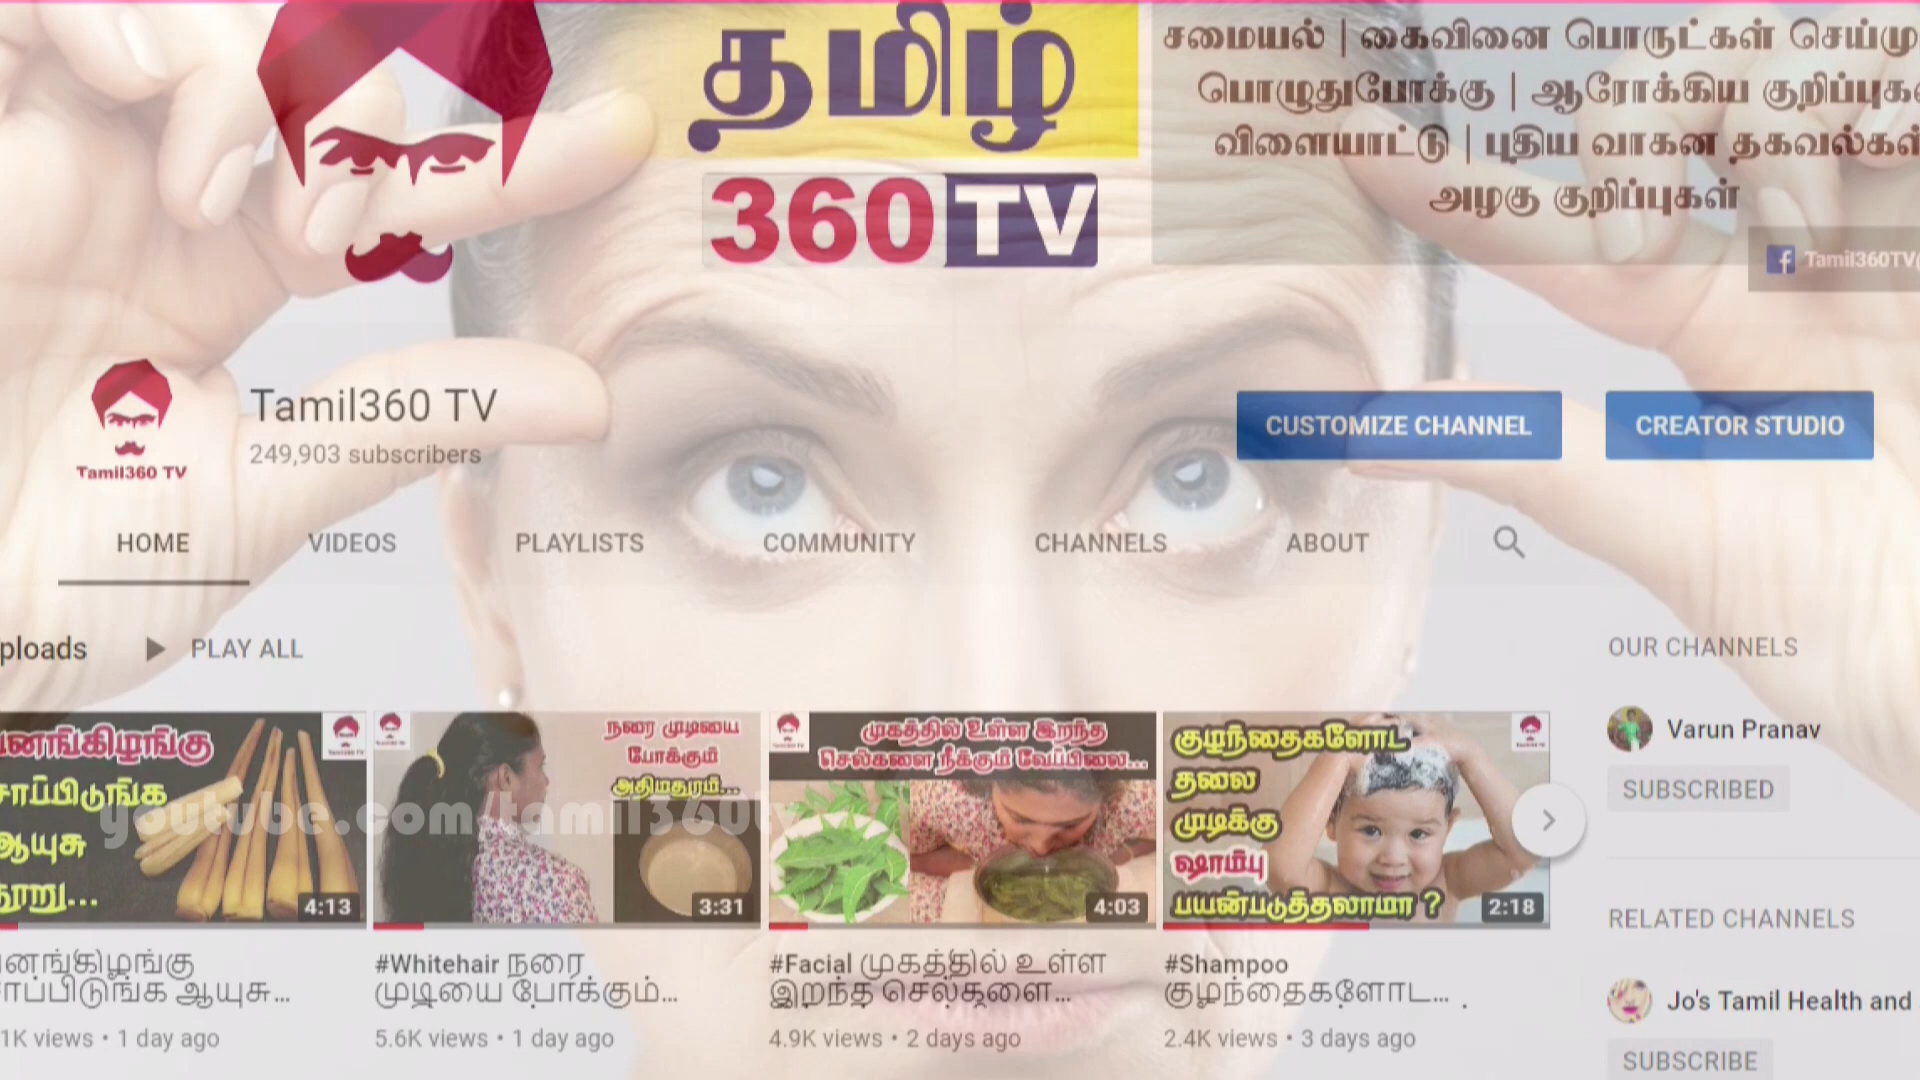 தமிழ்
360 TV
சமையல் | கைவினை பொருட்கள்
பொழுதுபோக்கு | ஆரோக்கிய
விளையாட்டு | புதிய வாகன தகவல்கள்
அழகு குறிப்புகள்
Tamil360TV
Tamil360 TV
249,903 subscribers
Tamil360 TV
CUSTOMIZE CHANNEL
CREATOR STUDIO
HOME
VIDEOS
PLAYLISTS
COMMUNITY
CHANNELS
ABOUT
PLAY ALL
OUR CHANNELS
சாப்பிடுங்க
ஆயுசு
நூறு...
4:13
நரை முடியை
போக்கும்
அதிமதுரம்...
3:31
முகத்தில் உள்ள இறந்த
செல்களை நீக்கும் வேப்பிலை...
4:03
குழந்தைகளோட
தலை
முடிக்கு
ஷாம்பு
பயன்படுத்தலாமா ?
2:18
youtube.com/tamil360tv
Varun Pranav
SUBSCRIBED
RELATED CHANNELS
Jo's Tamil Health and
SUBSCRIBE
ஆயுசு...
1K views • 1 day ago
#Whitehair நரை
முடியை போக்கும்...
5.6K views • 1 day ago
#Facial முகத்தில் உள்ள
இறந்த செல்களை...
4.9K views • 2 days ago
#Shampoo
குழந்தைகளோட...
2.4K views • 3 days ago